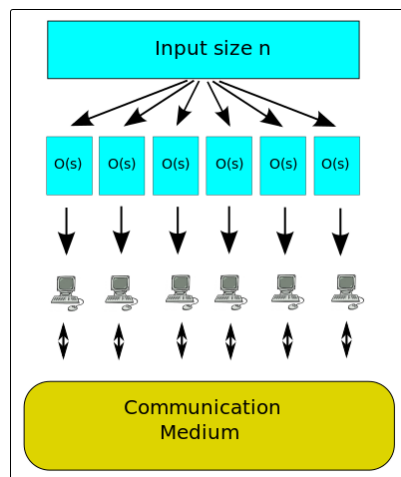 Input size n
O(s) O(s) O(s) O(s) O(s) O(s)
Communication
Medium